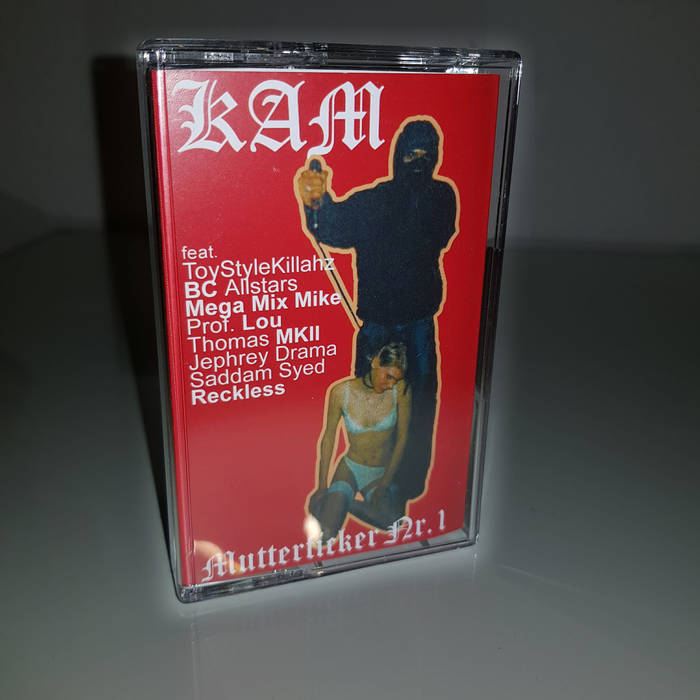 KAM
feat.
ToyStyleKillahz
BC Allstars
Mega Mix Mike
Prof. Lou
Thomas MKII
Jephrey Drama
Saddam Syed
Reckless
Mutterficker Nr. 1